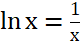 ln x = 1/x